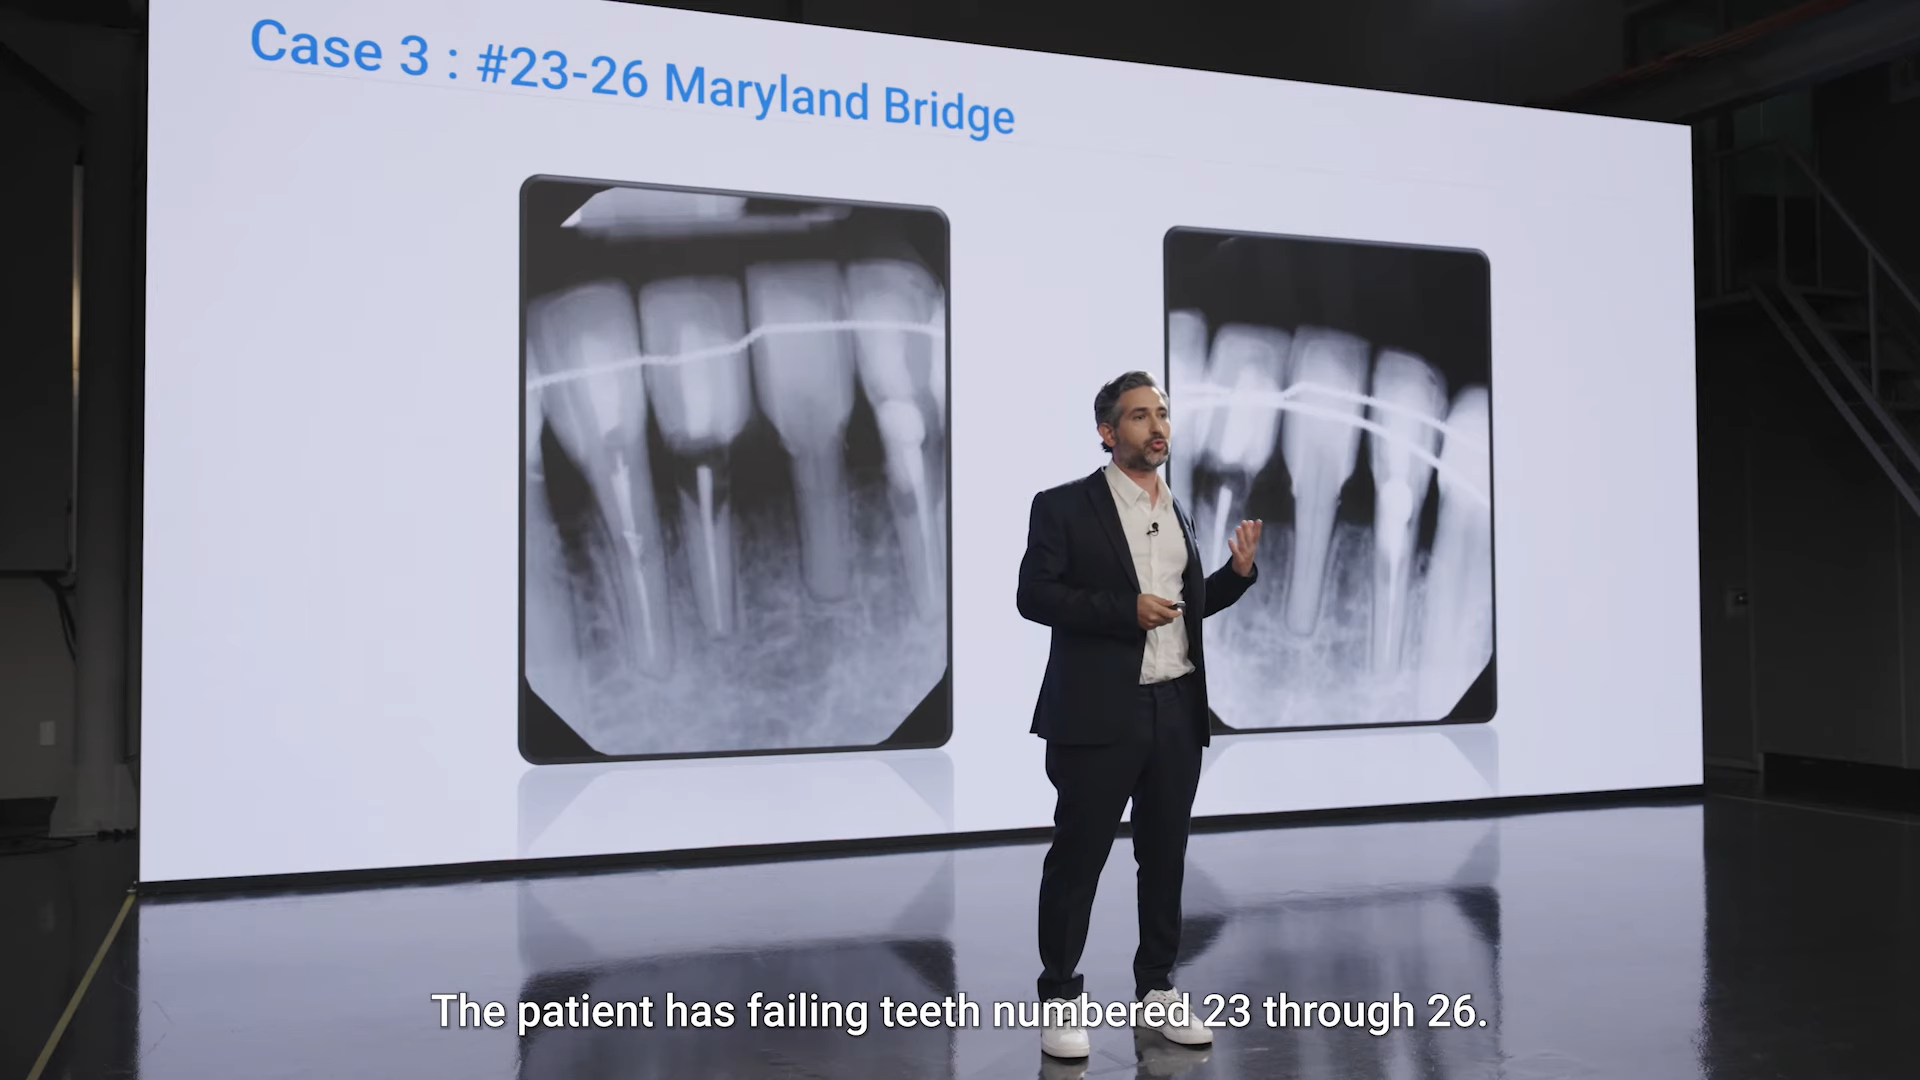 Case 3 : #23-26 Maryland Bridge
The patient has failing teeth numbered 23 through 26.